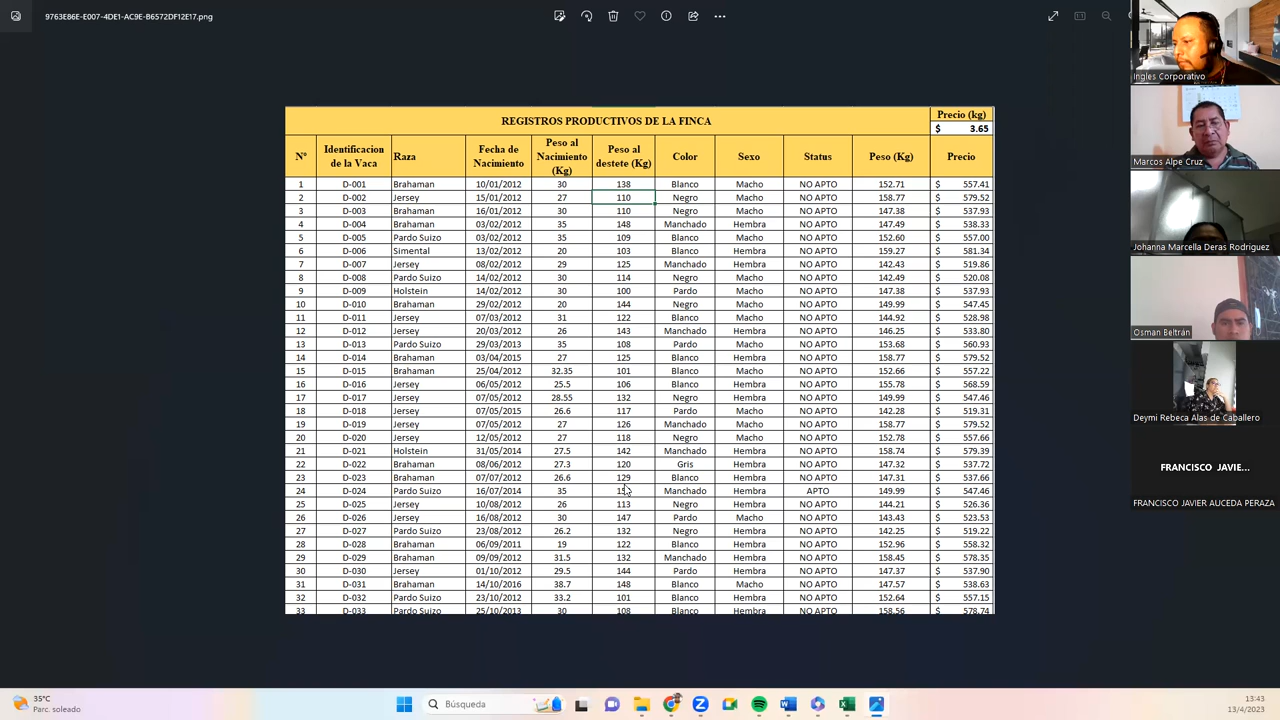 9763E86E-E007-4DE1-AC9E-B6572DF12E17.png
Ingles Corporativo
Marcos Alpe Cruz
Johanna Marcella Deras Rodríguez
Osman Beltrán
Deymi Rebeca Alas de Caballero
FRANCISCO JAVIE...
FRANCISCO JAVIER AUCEDA PERAZA
REGISTROS PRODUCTIVOS DE LA FINCA Precio (kg)
$ 3.65
Nº Identificacion de la Vaca Raza Fecha de Nacimiento Peso al Nacimiento (Kg) Peso al destete (Kg) Color Sexo Status Peso (Kg) Precio
1 D-001 Brahaman 10/01/2012 30 138 Blanco Macho NO APTO 152.71 $ 557.41
2 D-002 Jersey 15/01/2012 27 110 Negro Macho NO APTO 158.77 $ 579.52
3 D-003 Brahaman 16/01/2012 30 110 Negro Macho NO APTO 147.38 $ 537.93
4 D-004 Brahaman 03/02/2012 35 148 Manchado Hembra NO APTO 147.49 $ 538.33
5 D-005 Pardo Suizo 03/02/2012 35 109 Blanco Macho NO APTO 152.60 $ 557.00
6 D-006 Simental 13/02/2012 20 103 Blanco Hembra NO APTO 159.27 $ 581.34
7 D-007 Jersey 08/02/2012 29 125 Manchado Hembra NO APTO 142.43 $ 519.86
8 D-008 Pardo Suizo 14/02/2012 30 114 Negro Macho NO APTO 142.49 $ 520.08
9 D-009 Holstein 14/02/2012 30 100 Pardo Macho NO APTO 147.38 $ 537.93
10 D-010 Brahaman 29/02/2012 20 144 Negro Macho NO APTO 149.99 $ 547.45
11 D-011 Jersey 07/03/2012 31 122 Blanco Macho NO APTO 144.92 $ 528.98
12 D-012 Jersey 20/03/2012 26 143 Manchado Hembra NO APTO 146.25 $ 533.80
13 D-013 Pardo Suizo 29/03/2013 35 108 Pardo Macho NO APTO 153.68 $ 560.93
14 D-014 Brahaman 03/04/2015 27 125 Blanco Hembra NO APTO 158.77 $ 579.52
15 D-015 Brahaman 25/04/2012 32.35 101 Blanco Macho NO APTO 152.66 $ 557.22
16 D-016 Jersey 06/05/2012 25.5 106 Blanco Hembra NO APTO 155.78 $ 568.59
17 D-017 Jersey 07/05/2012 28.55 132 Negro Hembra NO APTO 149.99 $ 547.46
18 D-018 Jersey 07/05/2015 26.6 117 Pardo Macho NO APTO 142.28 $ 519.31
19 D-019 Jersey 07/05/2012 27 126 Manchado Macho NO APTO 158.77 $ 579.52
20 D-020 Jersey 12/05/2012 27 118 Negro Macho NO APTO 152.78 $ 557.66
21 D-021 Holstein 31/05/2014 27.5 142 Manchado Hembra NO APTO 158.74 $ 579.39
22 D-022 Brahaman 08/06/2012 27.3 120 Gris Hembra NO APTO 147.32 $ 537.72
23 D-023 Brahaman 07/07/2012 26.6 129 Blanco Hembra NO APTO 147.31 $ 537.66
24 D-024 Pardo Suizo 16/07/2014 35 Manchado Hembra APTO 149.99 $ 547.46
25 D-025 Jersey 10/08/2012 26 113 Negro Hembra NO APTO 144.21 $ 526.36
26 D-026 Jersey 16/08/2012 30 147 Pardo Macho NO APTO 143.43 $ 523.53
27 D-027 Pardo Suizo 23/08/2012 26.2 132 Negro Hembra NO APTO 142.25 $ 519.22
28 D-028 Brahaman 06/09/2011 19 122 Blanco Hembra NO APTO 152.96 $ 558.32
29 D-029 Brahaman 09/09/2012 31.5 132 Manchado Hembra NO APTO 158.45 $ 578.35
30 D-030 Jersey 01/10/2012 29.5 144 Pardo Hembra NO APTO 147.37 $ 537.90
31 D-031 Brahaman 14/10/2016 38.7 148 Blanco Macho NO APTO 147.57 $ 538.63
32 D-032 Pardo Suizo 02/10/2012 33.2 101 Blanco Hembra NO APTO 152.64 $ 557.15
33 D-033 Pardo Suizo 25/10/2013 30 108 Blanco Hembra NO APTO 158.56 $ 578.74
35°C
Parc. soleado
Búsqueda
13:43
13/4/2023